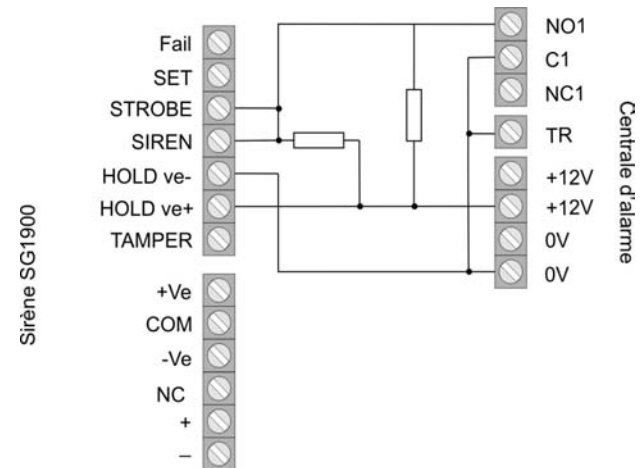 Sirène SG1900
Fail
SET
STROBE
SIREN
HOLD ve-
HOLD ve+
TAMPER
+Ve
COM
-Ve
NC
+
–
NO1
C1
NC1
TR
+12V
+12V
0V
0V
Centrale d'alarme